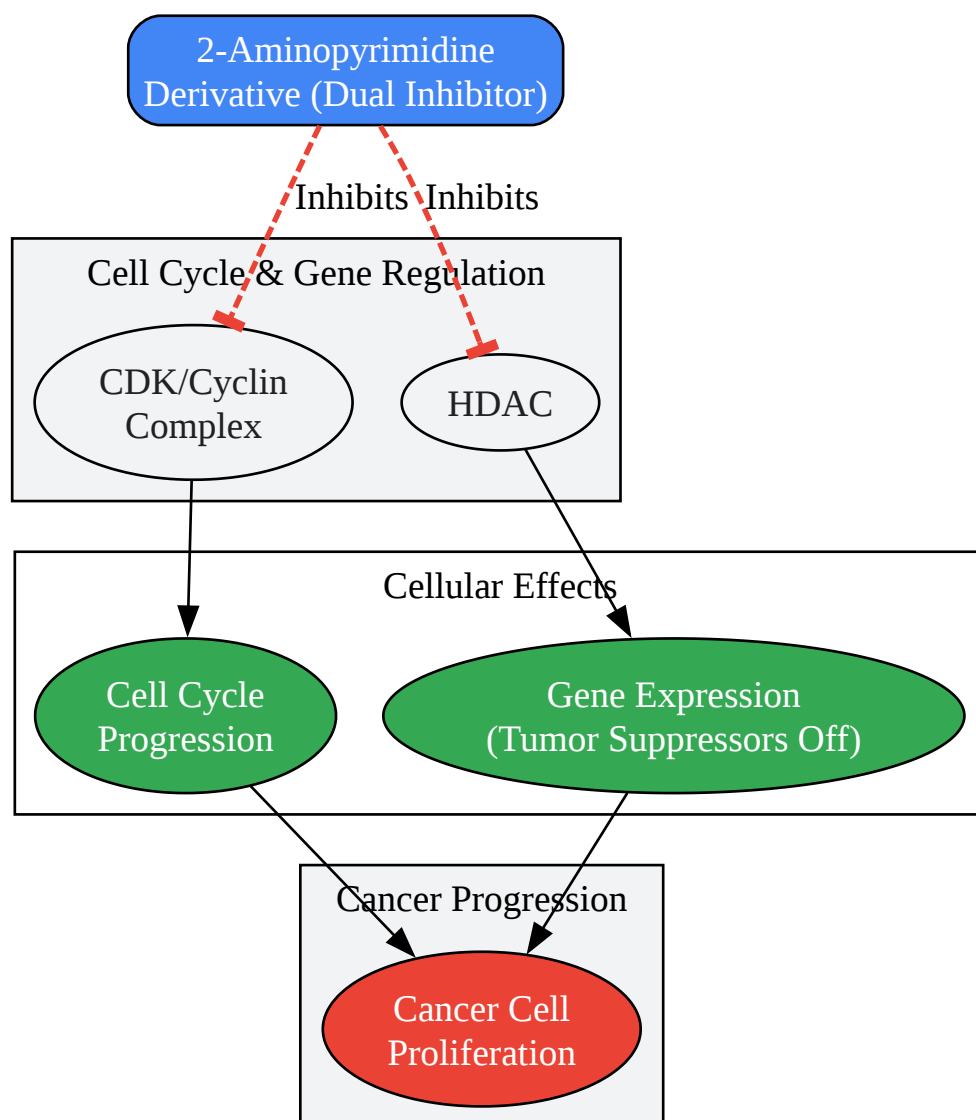 2-Aminopyrimidine
Derivative (Dual Inhibitor)
Inhibits
Inhibits
Cell Cycle & Gene Regulation
CDK/Cyclin
Complex
HDAC
Cellular Effects
Cell Cycle
Progression
Gene Expression
(Tumor Suppressors Off)
Cancer Progression
Cancer Cell
Proliferation